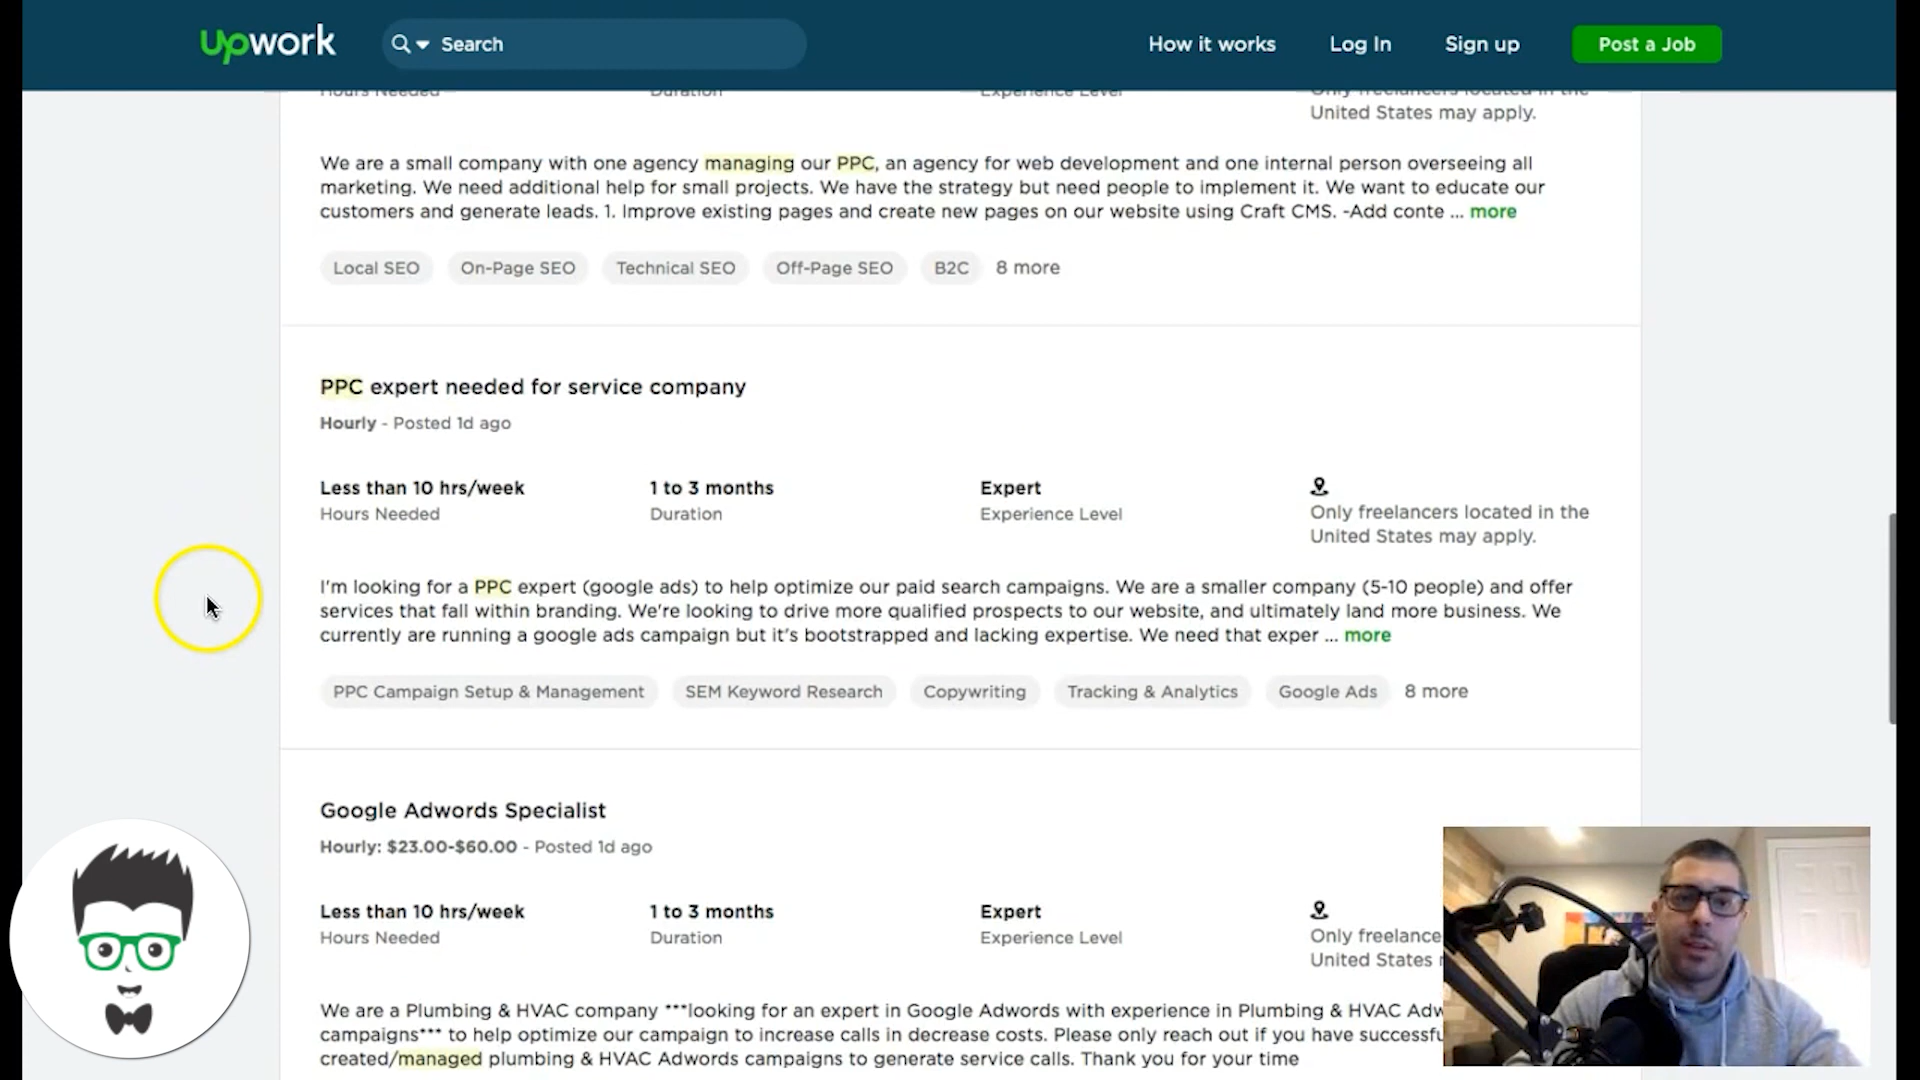 Upwork
Search
How it works
Log In
Sign up
Post a Job
Hours Needed
Duration
Experience Level
Only freelancers located in the
United States may apply.
We are a small company with one agency managing our PPC, an agency for web development and one internal person overseeing all
marketing. We need additional help for small projects. We have the strategy but need people to implement it. We want to educate our
customers and generate leads. 1. Improve existing pages and create new pages on our website using Craft CMS. -Add conte ... more
Local SEO
On-Page SEO
Technical SEO
Off-Page SEO
B2C
8 more
PPC expert needed for service company
Hourly - Posted 1d ago
Less than 10 hrs/week
1 to 3 months
Expert
Hours Needed
Duration
Experience Level
Only freelancers located in the
United States may apply.
I'm looking for a PPC expert (google ads) to help optimize our paid search campaigns. We are a smaller company (5-10 people) and offer
services that fall within branding. We're looking to drive more qualified prospects to our website, and ultimately land more business. We
currently are running a google ads campaign but it's bootstrapped and lacking expertise. We need that exper ... more
PPC Campaign Setup & Management
SEM Keyword Research
Copywriting
Tracking & Analytics
Google Ads
8 more
Google Adwords Specialist
Hourly: $23.00-$60.00 - Posted 1d ago
Less than 10 hrs/week
1 to 3 months
Expert
Hours Needed
Duration
Experience Level
Only freelance
United States
We are a Plumbing & HVAC company ***looking for an expert in Google Adwords with experience in Plumbing & HVAC Adw
campaigns*** to help optimize our campaign to increase calls in decrease costs. Please only reach out if you have successfu
created/managed plumbing & HVAC Adwords campaigns to generate service calls. Thank you for your time